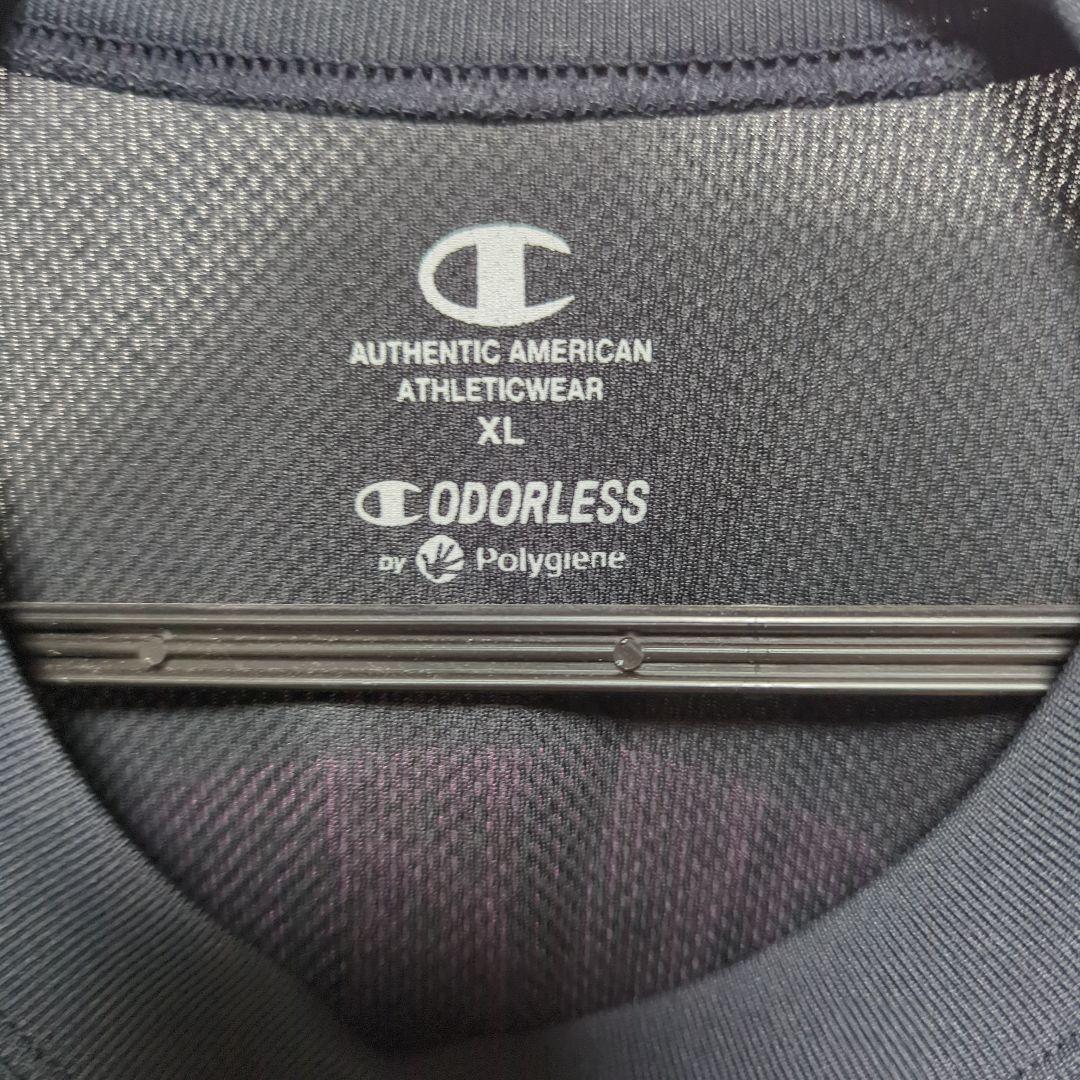 AUTHENTIC AMERICAN
ATHLETICWEAR
XL
ODORLESS
by Polygiene